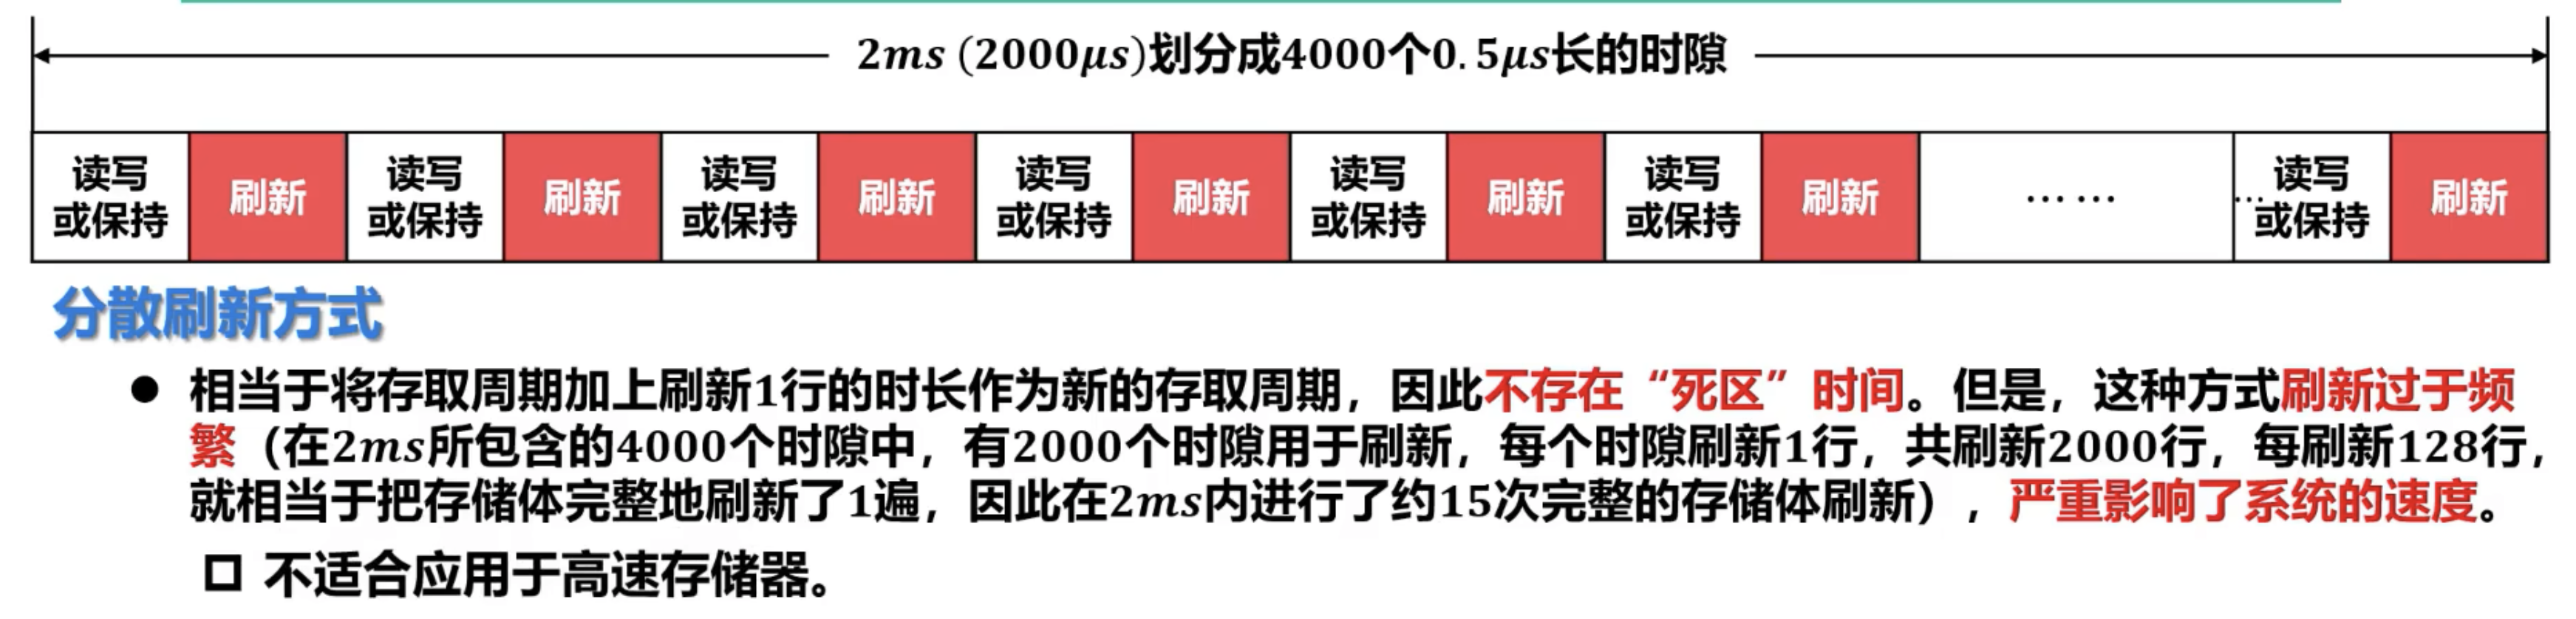 2ms (2000μs)划分成4000个0.5μs长的时隙
读写
或保持
刷新
读写
或保持
刷新
读写
或保持
刷新
读写
或保持
刷新
读写
或保持
刷新
读写
或保持
刷新
……
…
读写
或保持
刷新
分散刷新方式
● 相当于将存取周期加上刷新1行的时长作为新的存取周期，因此不存在“死区”时间。但是，这种方式刷新过于频
繁（在2ms所包含的4000个时隙中，有2000个时隙用于刷新，每个时隙刷新1行，共刷新2000行，每刷新128行，
就相当于把存储体完整地刷新了1遍，因此在2ms内进行了约15次完整的存储体刷新），严重影响了系统的速度。
□ 不适合应用于高速存储器。